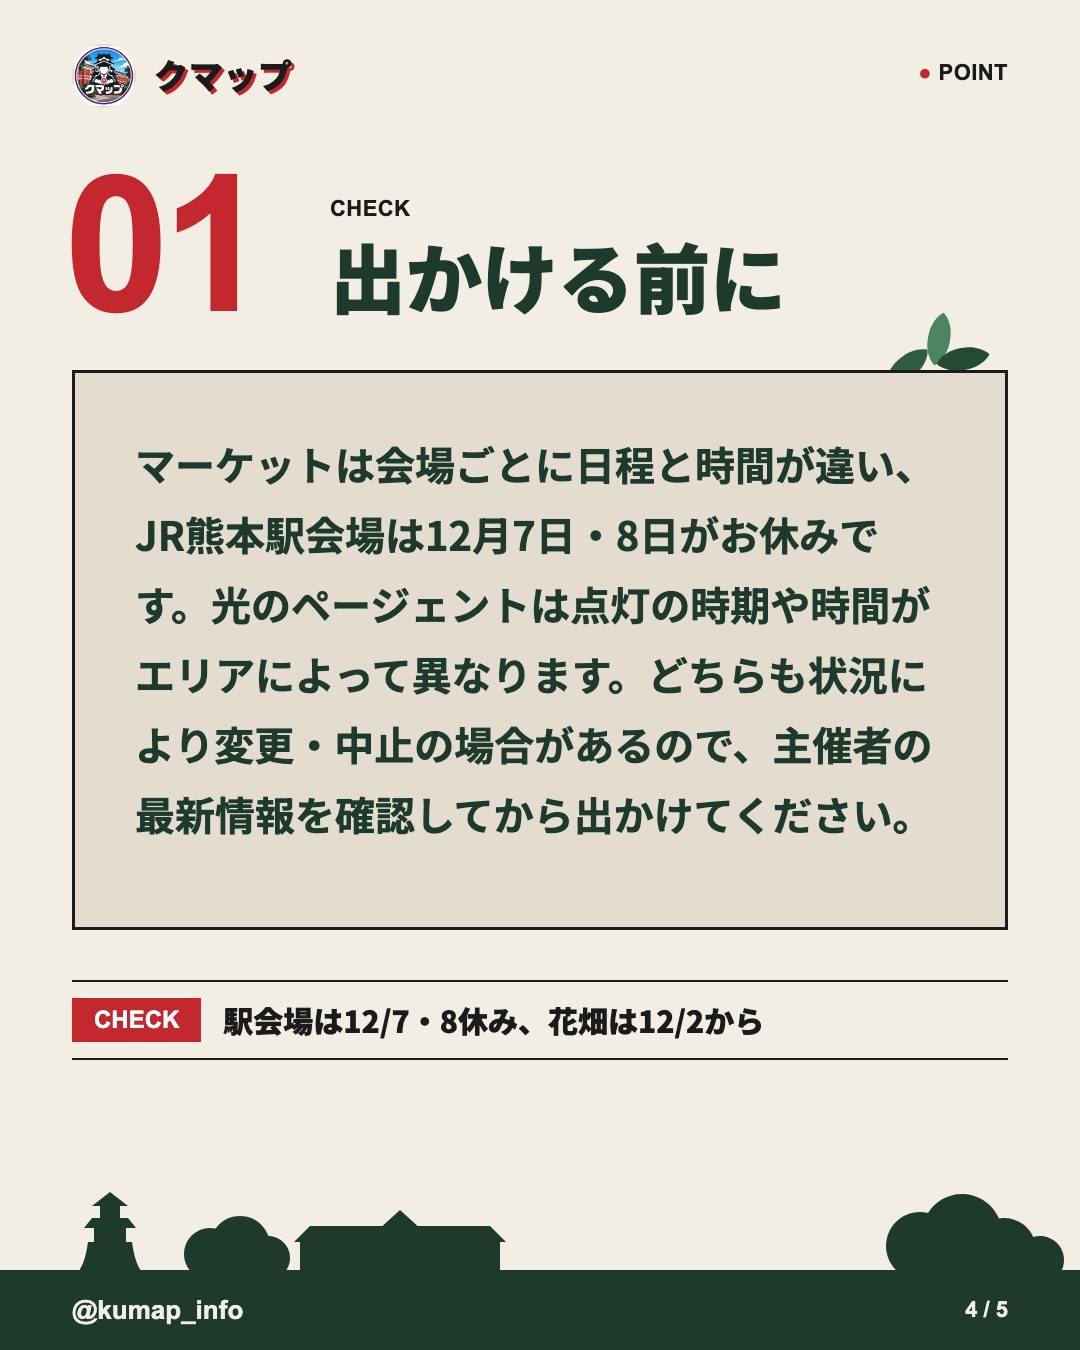 クマップ
クマップ
POINT
01
CHECK
出かける前に
マーケットは会場ごとに日程と時間が違い、
JR熊本駅会場は12月7日・8日がお休みで
す。光のページェントは点灯の時期や時間が
エリアによって異なります。どちらも状況に
より変更・中止の場合があるので、主催者の
最新情報を確認してから出かけてください。
CHECK
駅会場は12/7・8休み、花畑は12/2から
@kumap_info
4 / 5